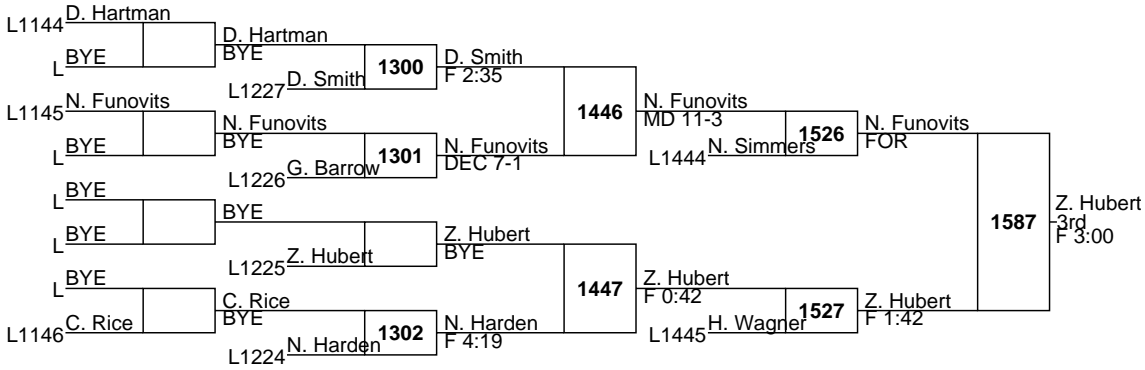 L1144 D. Hartman
D. Hartman
L BYE
BYE
1300
D. Smith
L1227 D. Smith
F 2:35
L1145 N. Funovits
1446
N. Funovits
N. Funovits
MD 11-3
L BYE
BYE
1301
N. Funovits
L1226 G. Barrow
DEC 7-1
1526
N. Funovits
L1444 N. Simmers
FOR
L BYE
BYE
L BYE
Z. Hubert
L1225 Z. Hubert
BYE
1587
Z. Hubert
3rd
F 3:00
L BYE
1447
Z. Hubert
C. Rice
F 0:42
L1146 C. Rice
BYE
1302
N. Harden
L1224 N. Harden
F 4:19
1527
Z. Hubert
L1445 H. Wagner
F 1:42